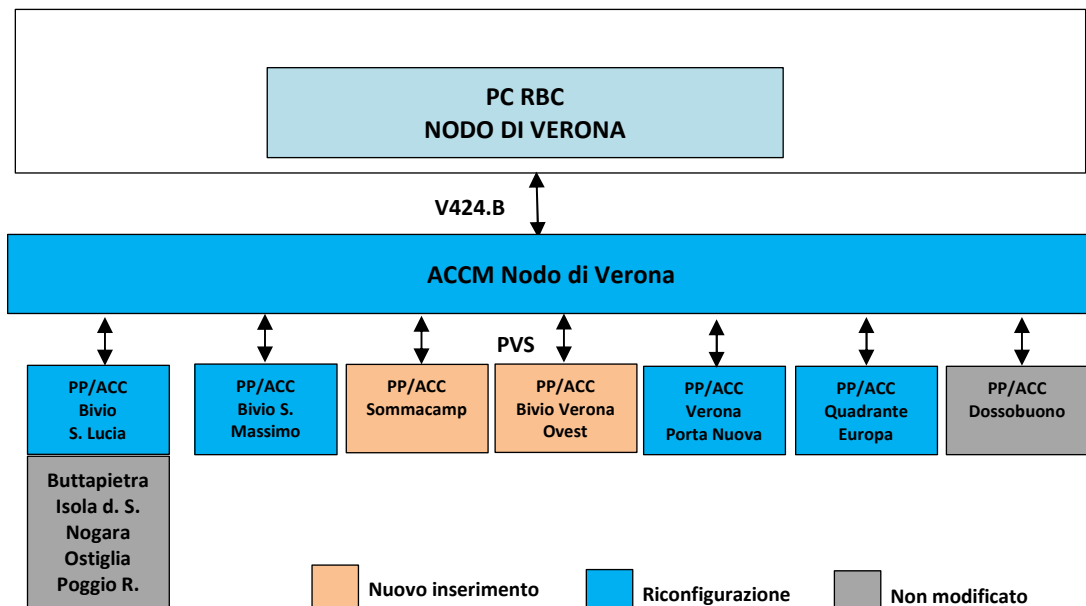 PC RBC
NODO DI VERONA
V424.B
ACCM Nodo di Verona
PVS
PP/ACC
Bivio
S. Lucia
PP/ACC
Bivio S.
Massimo
PP/ACC
Sommacamp
PP/ACC
Bivio Verona
Ovest
PP/ACC
Verona
Porta Nuova
PP/ACC
Quadrante
Europa
PP/ACC
Dossobuono
Buttapietra
Isola d. S.
Nogara
Ostiglia
Poggio R.
Nuovo inserimento
Riconfigurazione
Non modificato